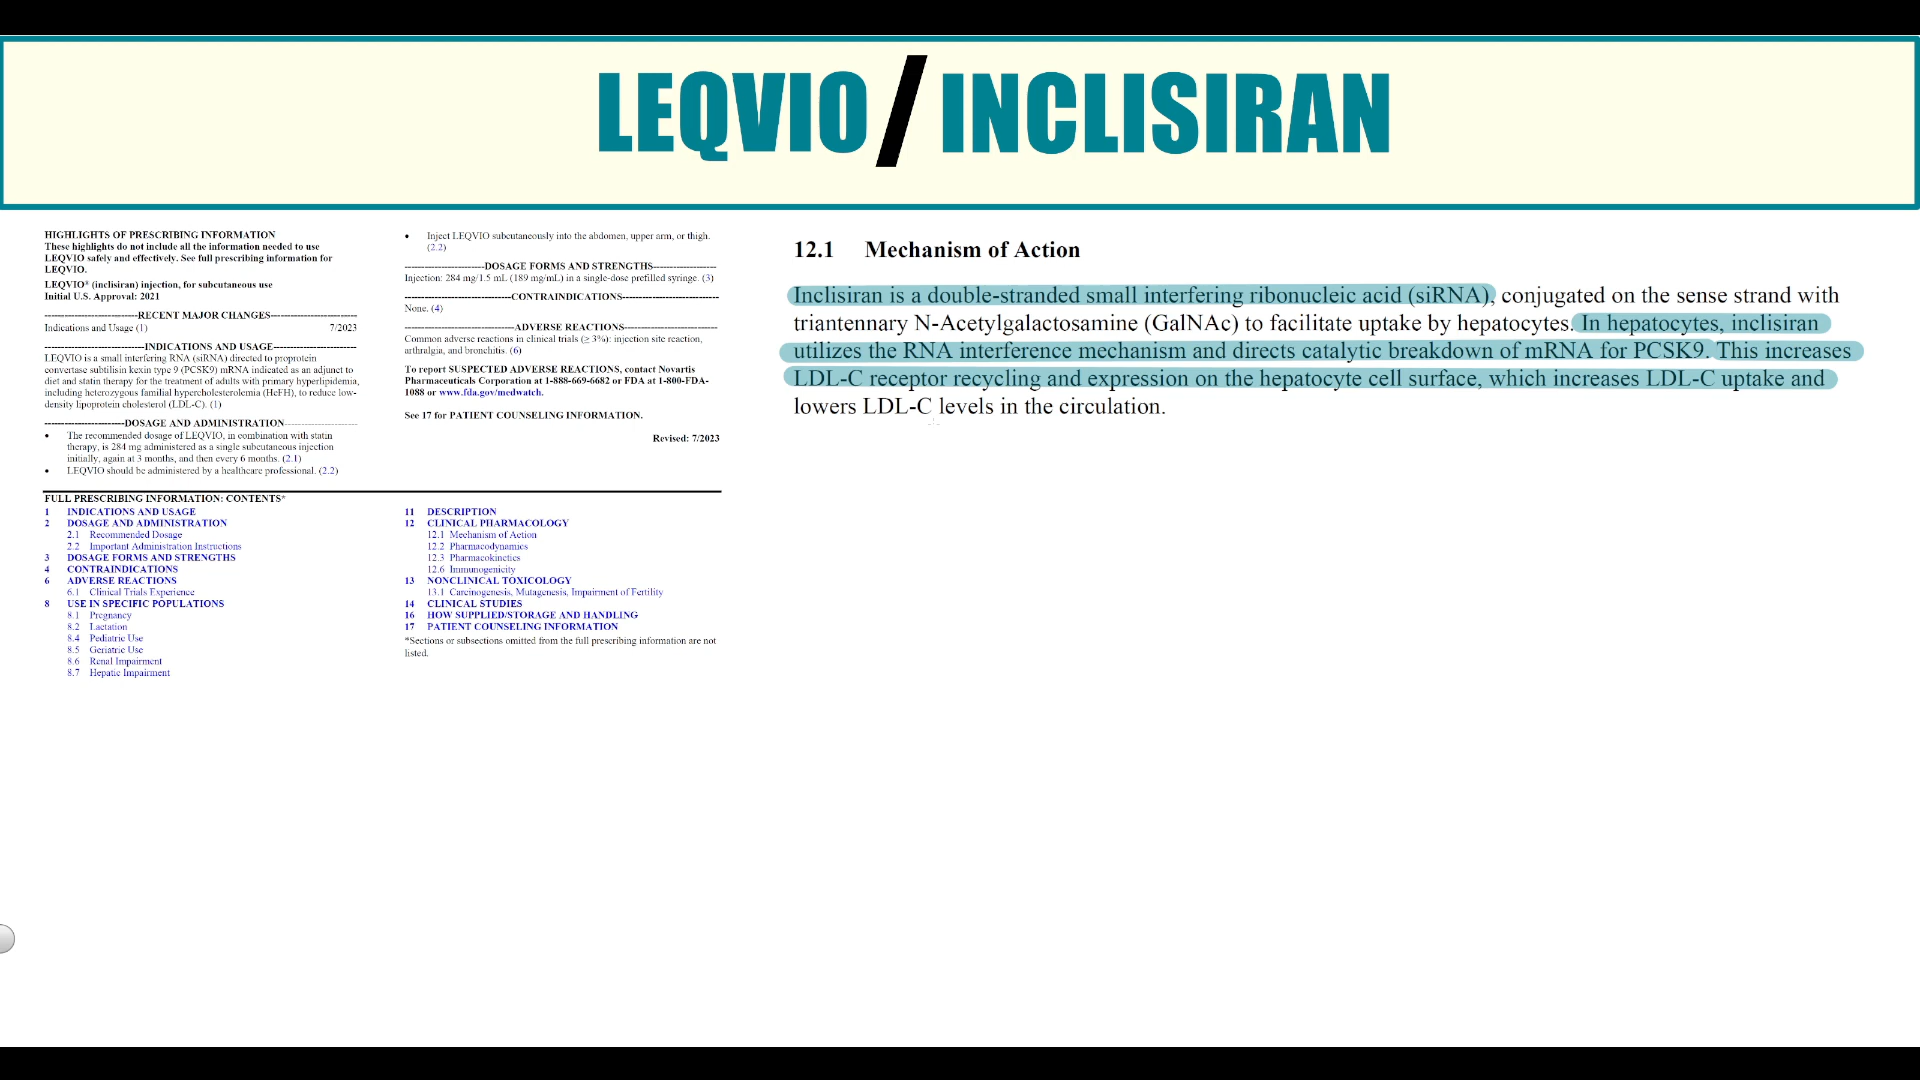 LEQVIO/INCLISIRAN
HIGHLIGHTS OF PRESCRIBING INFORMATION
These highlights do not include all the information needed to use
LEQVIO safely and effectively. See full prescribing information for
LEQVIO.
LEQVIO® (inclisiran) injection, for subcutaneous use
Initial U.S. Approval: 2021
---------------------------RECENT MAJOR CHANGES---------------------------
Indications and Usage (1) 7/2023
---------------------------INDICATIONS AND USAGE---------------------------
LEQVIO is a small interfering RNA (siRNA) directed to proprotein
convertase subtilisin kexin type 9 (PCSK9) mRNA indicated as an adjunct to
diet and statin therapy for the treatment of adults with primary hyperlipidemia,
including heterozygous familial hypercholesterolemia (HeFH), to reduce low-
density lipoprotein cholesterol (LDL-C). (1)
-----------------------DOSAGE AND ADMINISTRATION-----------------------
• The recommended dosage of LEQVIO, in combination with statin
therapy, is 284 mg administered as a single subcutaneous injection
initially, again at 3 months, and then every 6 months. (2.1)
• LEQVIO should be administered by a healthcare professional. (2.2)
• Inject LEQVIO subcutaneously into the abdomen, upper arm, or thigh.
(2.2)
----------------------DOSAGE FORMS AND STRENGTHS----------------------
Injection: 284 mg/1.5 mL (189 mg/mL) in a single-dose prefilled syringe. (3)
------------------------------CONTRAINDICATIONS------------------------------
None. (4)
------------------------------ADVERSE REACTIONS------------------------------
Common adverse reactions in clinical trials (≥ 3%): injection site reaction,
arthralgia, and bronchitis. (6)
To report SUSPECTED ADVERSE REACTIONS, contact Novartis
Pharmaceuticals Corporation at 1-888-669-6682 or FDA at 1-800-FDA-
1088 or www.fda.gov/medwatch.
See 17 for PATIENT COUNSELING INFORMATION.
Revised: 7/2023
FULL PRESCRIBING INFORMATION: CONTENTS*
1 INDICATIONS AND USAGE
2 DOSAGE AND ADMINISTRATION
2.1 Recommended Dosage
2.2 Important Administration Instructions
3 DOSAGE FORMS AND STRENGTHS
4 CONTRAINDICATIONS
6 ADVERSE REACTIONS
6.1 Clinical Trials Experience
8 USE IN SPECIFIC POPULATIONS
8.1 Pregnancy
8.2 Lactation
8.4 Pediatric Use
8.5 Geriatric Use
8.6 Renal Impairment
8.7 Hepatic Impairment
11 DESCRIPTION
12 CLINICAL PHARMACOLOGY
12.1 Mechanism of Action
12.2 Pharmacodynamics
12.3 Pharmacokinetics
12.6 Immunogenicity
13 NONCLINICAL TOXICOLOGY
13.1 Carcinogenesis, Mutagenesis, Impairment of Fertility
14 CLINICAL STUDIES
16 HOW SUPPLIED/STORAGE AND HANDLING
17 PATIENT COUNSELING INFORMATION
*Sections or subsections omitted from the full prescribing information are not
listed.
12.1 Mechanism of Action
Inclisiran is a double-stranded small interfering ribonucleic acid (siRNA), conjugated on the sense strand with
triantennary N-Acetylgalactosamine (GalNAc) to facilitate uptake by hepatocytes. In hepatocytes, inclisiran
utilizes the RNA interference mechanism and directs catalytic breakdown of mRNA for PCSK9. This increases
LDL-C receptor recycling and expression on the hepatocyte cell surface, which increases LDL-C uptake and
lowers LDL-C levels in the circulation.